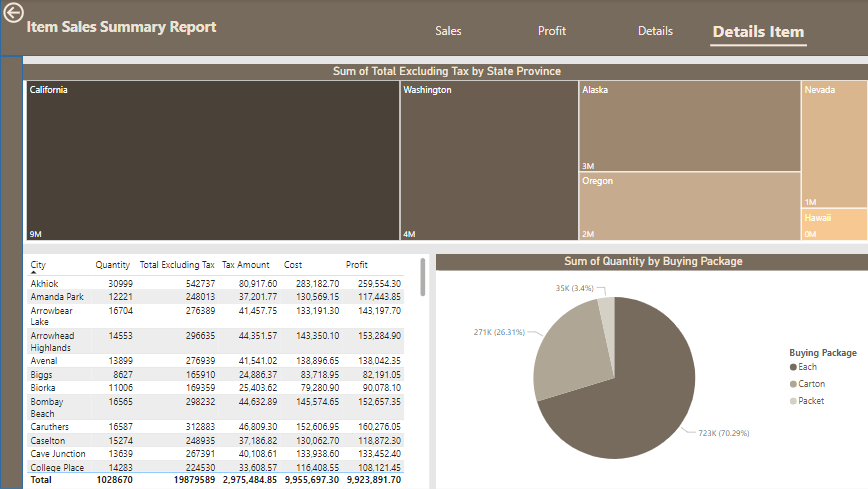 Item Sales Summary Report
Sales Profit Details Details Item
Sum of Total Excluding Tax by State Province
California Washington Alaska Nevada
3M
Oregon
1M
Hawaii
9M 4M 2M 0M
City Quantity Total Excluding Tax Tax Amount Cost Profit
Akhiok 30999 542737 80,917.60 283,182.70 259,554.30
Amanda Park 12221 248013 37,201.77 130,569.15 117,443.85
Arrowbear Lake 16704 276389 41,457.75 133,191.30 143,197.70
Arrowhead Highlands 14553 296635 44,351.57 143,350.10 153,284.90
Avenal 13899 276939 41,541.02 138,896.65 138,042.35
Biggs 8627 165910 24,886.37 83,718.95 82,191.05
Biorka 11006 169359 25,403.62 79,280.90 90,078.10
Bombay Beach 16565 298232 44,632.89 145,574.65 152,657.35
Caruthers 16587 312883 46,809.30 152,606.95 160,276.05
Caselton 15274 248935 37,186.82 130,062.70 118,872.30
Cave Junction 13639 267391 40,108.61 133,938.60 133,452.40
College Place 14283 224530 33,608.57 116,408.55 108,121.45
Total 1028670 19879589 2,975,484.85 9,955,697.30 9,923,891.70
Sum of Quantity by Buying Package
35K (3.4%)
271K (26.31%)
723K (70.29%)
Buying Package
Each
Carton
Packet